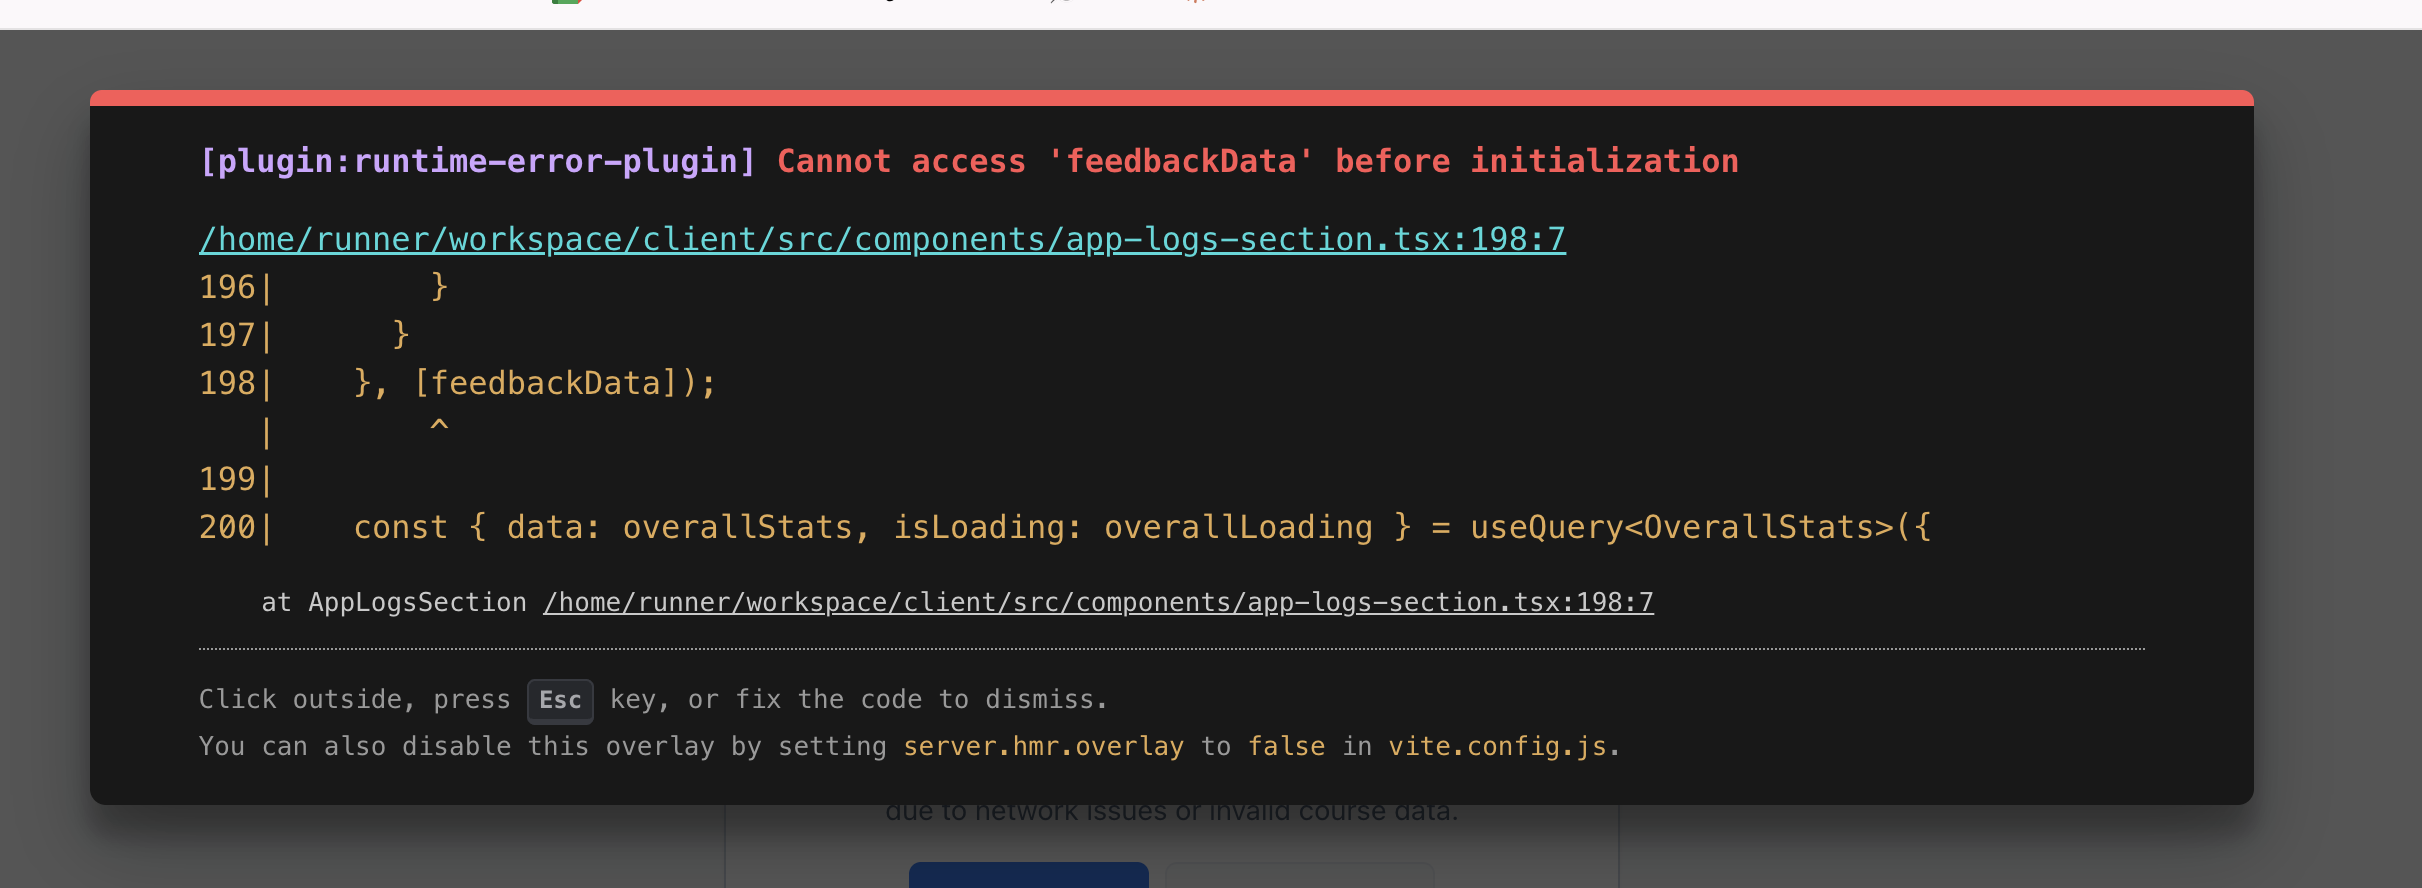 [plugin:runtime-error-plugin] Cannot access 'feedbackData' before initialization
/home/runner/workspace/client/src/components/app-logs-section.tsx:198:7
196|        }
197|      }
198|    }, [feedbackData]);
   |        ^
199|
200|    const { data: overallStats, isLoading: overallLoading } = useQuery<OverallStats>({
at AppLogsSection /home/runner/workspace/client/src/components/app-logs-section.tsx:198:7
Click outside, press Esc key, or fix the code to dismiss.
You can also disable this overlay by setting server.hmr.overlay to false in vite.config.js.
due to network issues or invalid course data.